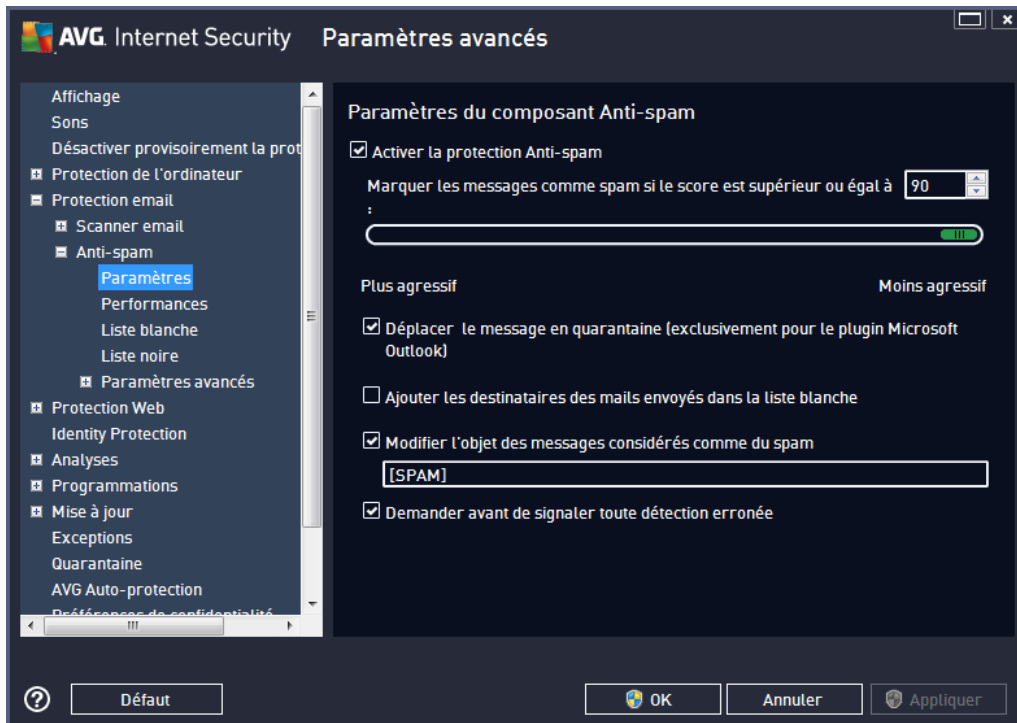 AVG. Internet Security Paramètres avancés
Affichage
Sons
Désactiver provisoirement la prot
Protection de l'ordinateur
Protection email
Scanner email
Anti-spam
Paramètres
Performances
Liste blanche
Liste noire
Paramètres avancés
Protection Web
Identity Protection
Analyses
Programmations
Mise à jour
Exceptions
Quarantaine
AVG Auto-protection
Préférences de confidentialité
Paramètres du composant Anti-spam
Activer la protection Anti-spam
Marquer les messages comme spam si le score est supérieur ou égal à 90
:
Plus agressif Moins agressif
Déplacer le message en quarantaine (exclusivement pour le plugin Microsoft
Outlook)
Ajouter les destinataires des mails envoyés dans la liste blanche
Modifier l'objet des messages considérés comme du spam
[SPAM]
Demander avant de signaler toute détection erronée
? Défaut OK Annuler Appliquer